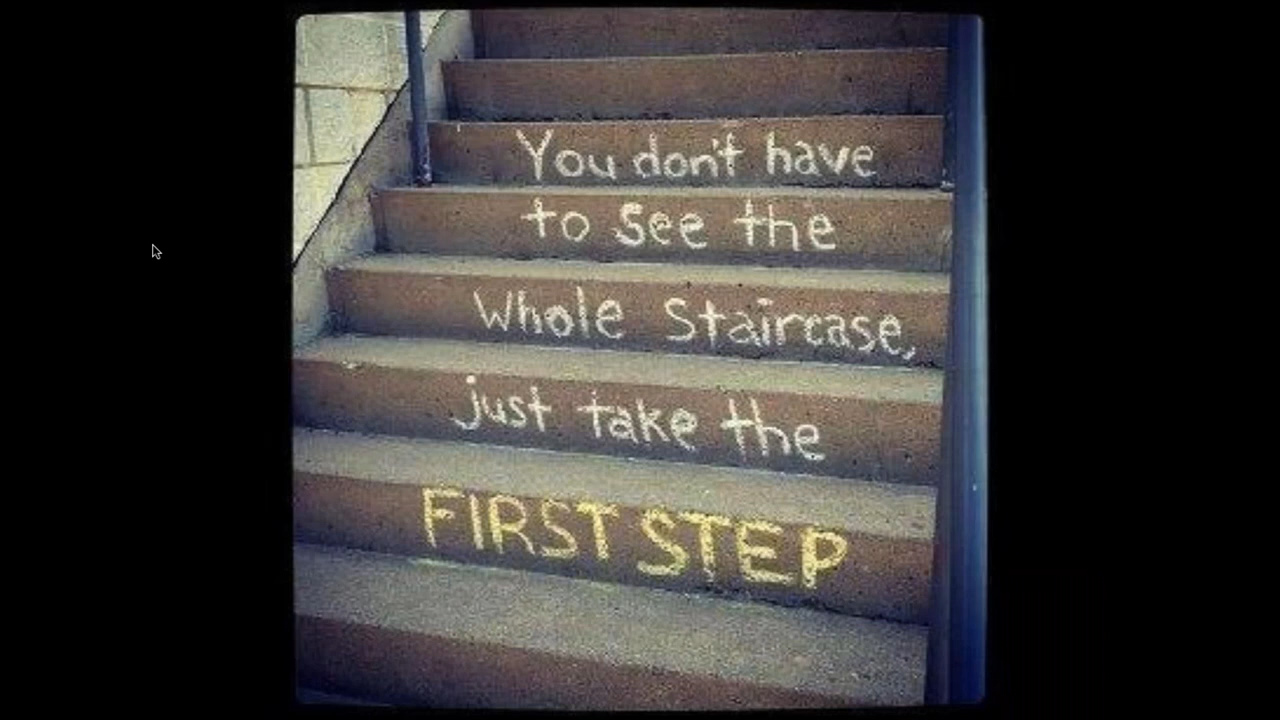 You don't have
to See the
Whole Staircase,
just take the
FIRST STEP